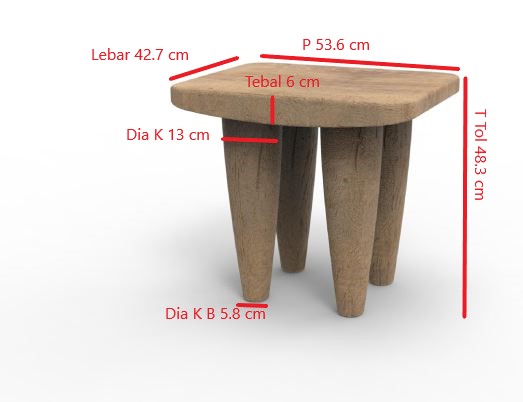 P 53.6 cm
Lebar 42.7 cm
Tebal 6 cm
Dia K 13 cm
T Tol 48.3 cm
Dia K B 5.8 cm